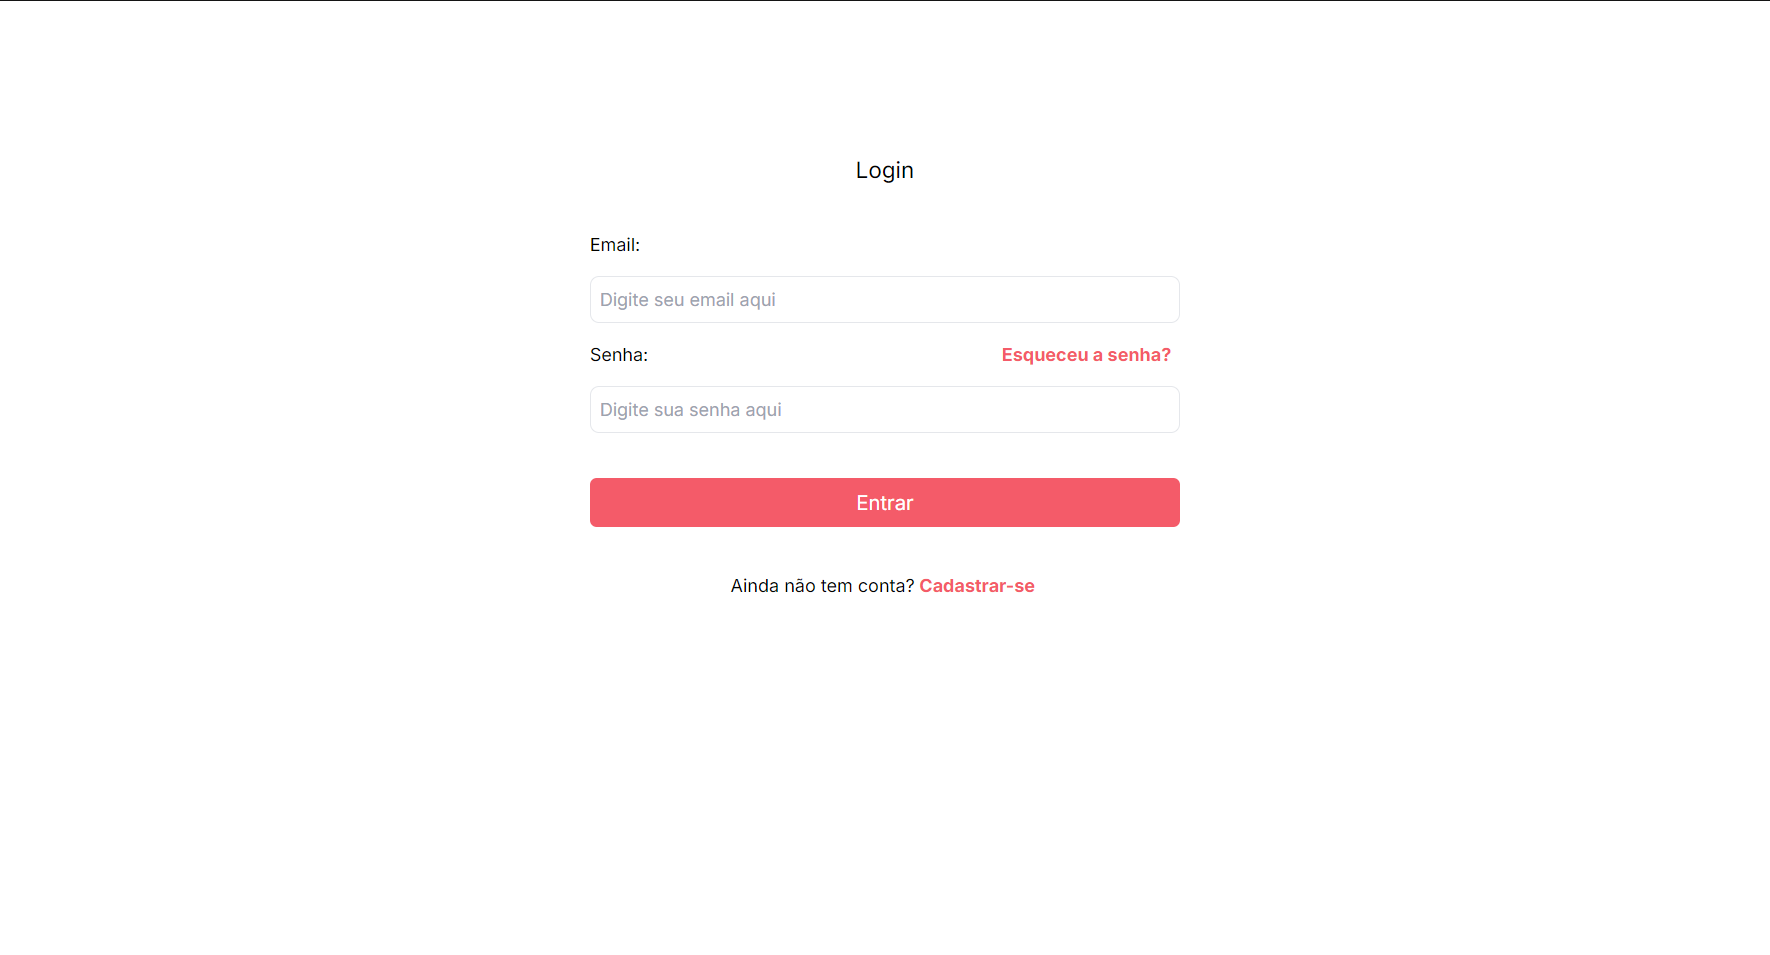 Login
Email:
Digite seu email aqui
Senha: Esqueceu a senha?
Digite sua senha aqui
Entrar
Ainda não tem conta? Cadastrar-se